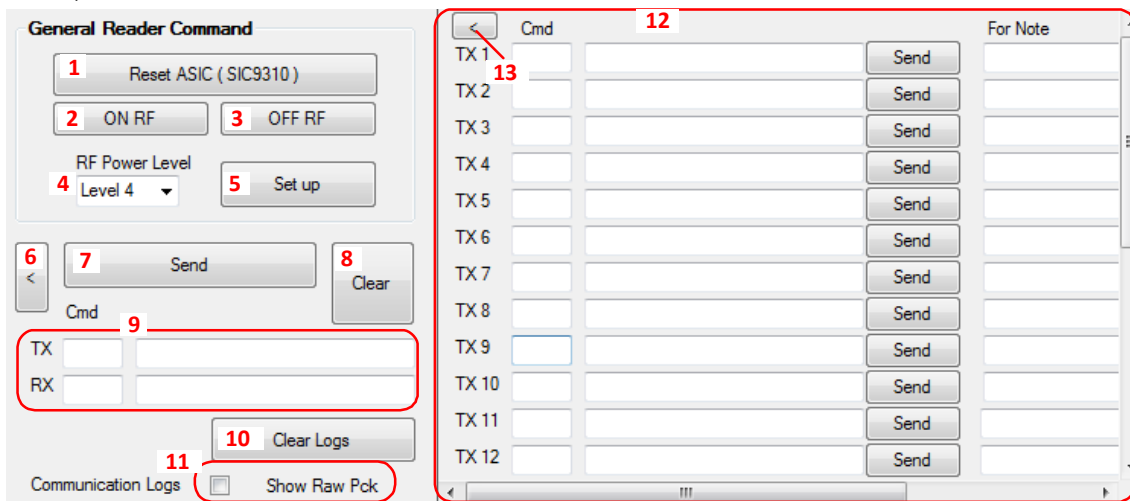 General Reader Command
1 Reset ASIC ( SIC9310 )
2 ON RF
3 OFF RF
RF Power Level
4 Level 4
5 Set up
6 <
7 Send
8 Clear
Cmd
9
TX
RX
10 Clear Logs
11
Communication Logs Show Raw Pck
< Cmd 12 For Note
13
TX 1 Send
TX 2 Send
TX 3 Send
TX 4 Send
TX 5 Send
TX 6 Send
TX 7 Send
TX 8 Send
TX 9 Send
TX 10 Send
TX 11 Send
TX 12 Send